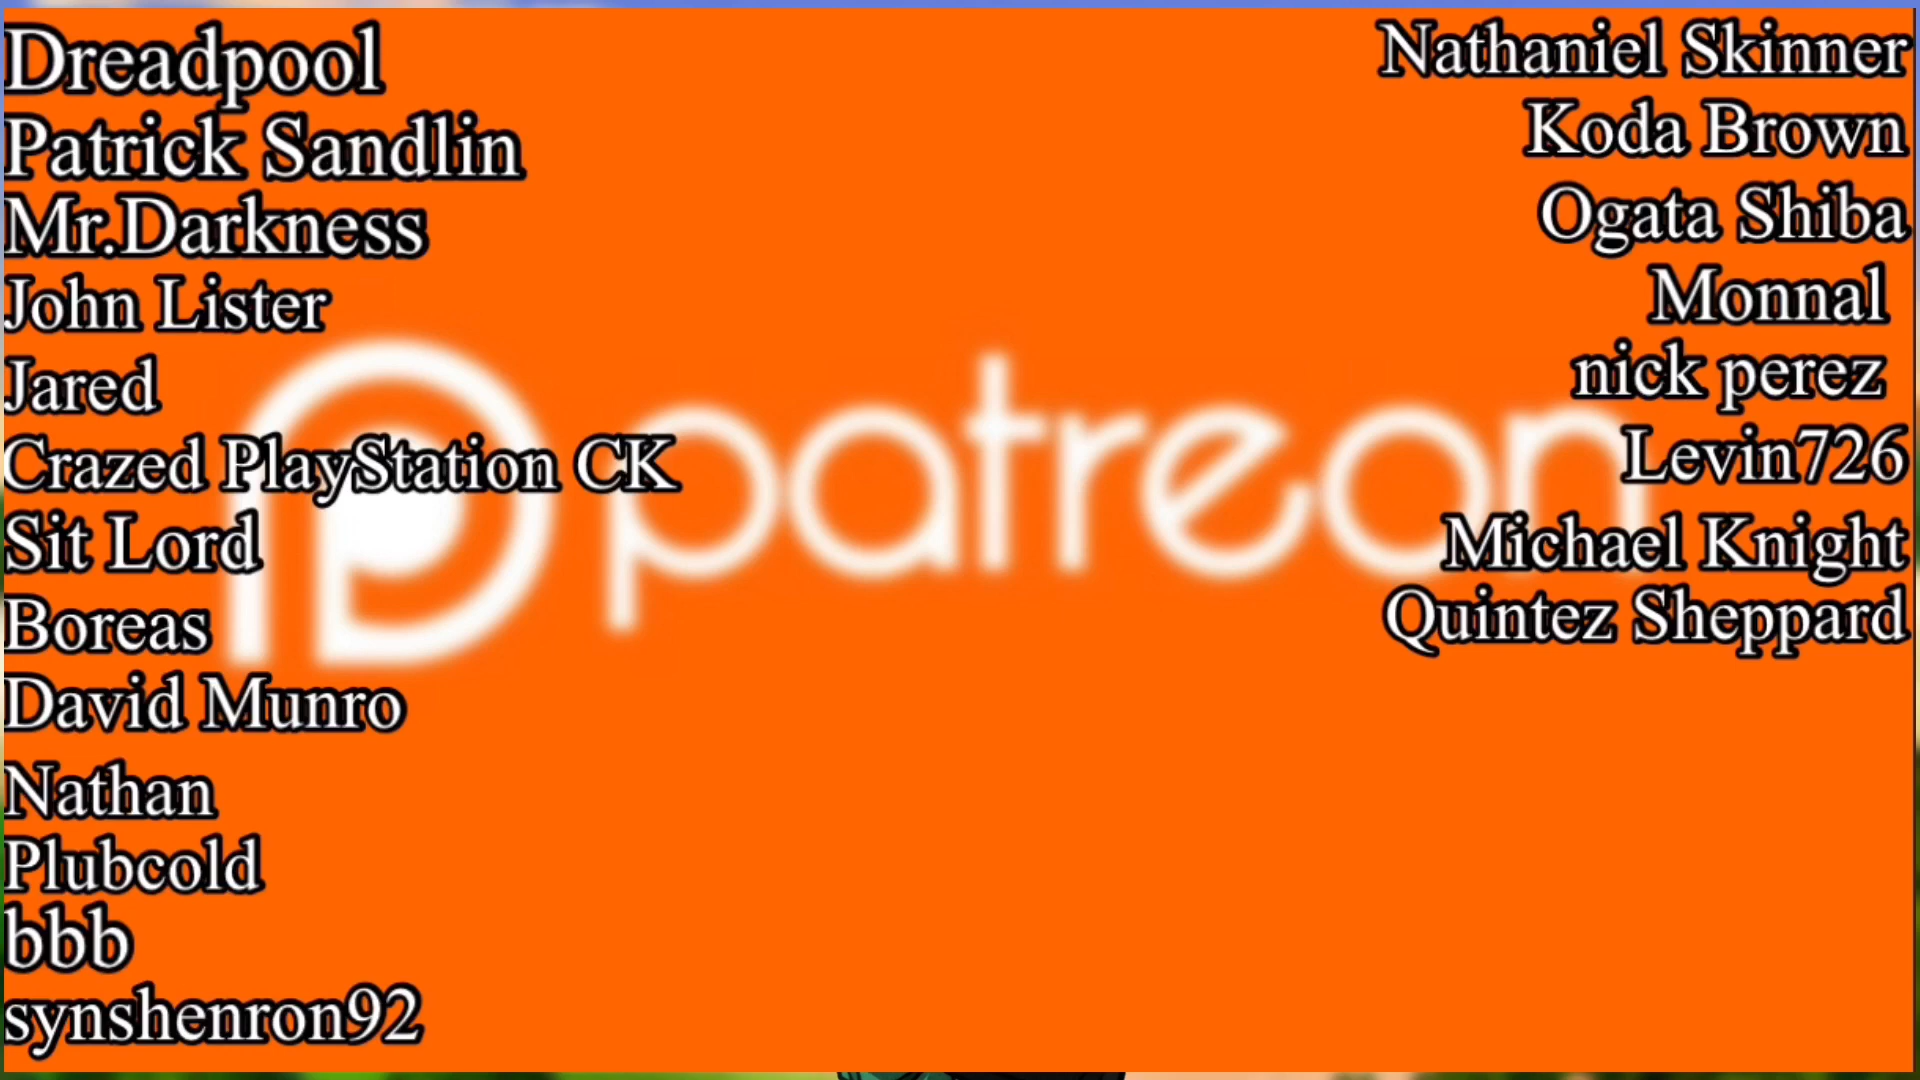 Dreadpool
Patrick Sandlin
Mr.Darkness
John Lister
Jared
Crazed PlayStation CK
Sit Lord
Boreas
David Munro
Nathan
Plubcold
bbb
synshenron92
patreon
Nathaniel Skinner
Koda Brown
Ogata Shiba
Monnal
nick perez
Levin726
Michael Knight
Quintez Sheppard